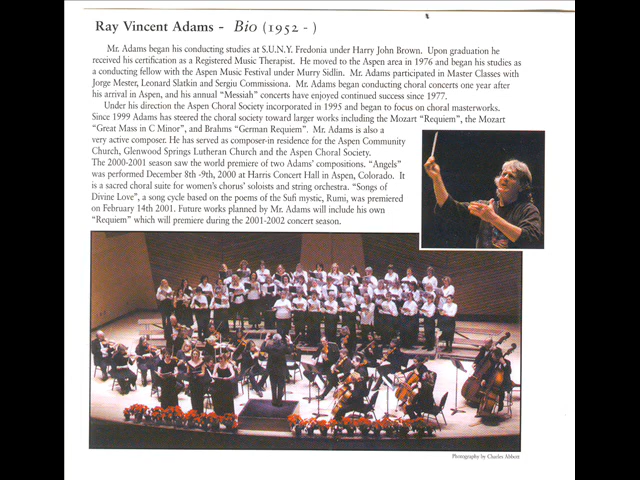 Ray Vincent Adams - Bio (1952 - )
Mr. Adams began his conducting studies at S.U.N.Y. Fredonia under Harry John Brown. Upon graduation he
received his certification as a Registered Music Therapist. He moved to the Aspen area in 1976 and began his studies as
a conducting fellow with the Aspen Music Festival under Murry Sidlin. Mr. Adams participated in Master Classes with
Jorge Mester, Leonard Slatkin and Sergiu Commissiona. Mr. Adams began conducting choral concerts one year after
his arrival in Aspen, and his annual "Messiah" concerts have enjoyed continued success since 1977.
Under his direction the Aspen Choral Society incorporated in 1995 and began to focus on choral masterworks.
Since 1999 Adams has steered the choral society toward larger works including the Mozart "Requiem", the Mozart
"Great Mass in C Minor", and Brahms "German Requiem". Mr. Adams is also a
very active composer. He has served as composer-in residence for the Aspen Community
Church, Glenwood Springs Lutheran Church and the Aspen Choral Society.
The 2000-2001 season saw the world premiere of two Adams' compositions. "Angels"
was performed December 8th -9th, 2000 at Harris Concert Hall in Aspen, Colorado. It
is a sacred choral suite for women's chorus' soloists and string orchestra. "Songs of
Divine Love", a song cycle based on the poems of the Sufi mystic, Rumi, was premiered
on February 14th 2001. Future works planned by Mr. Adams will include his own
"Requiem" which will premiere during the 2001-2002 concert season.
Photography by Charles Abbott